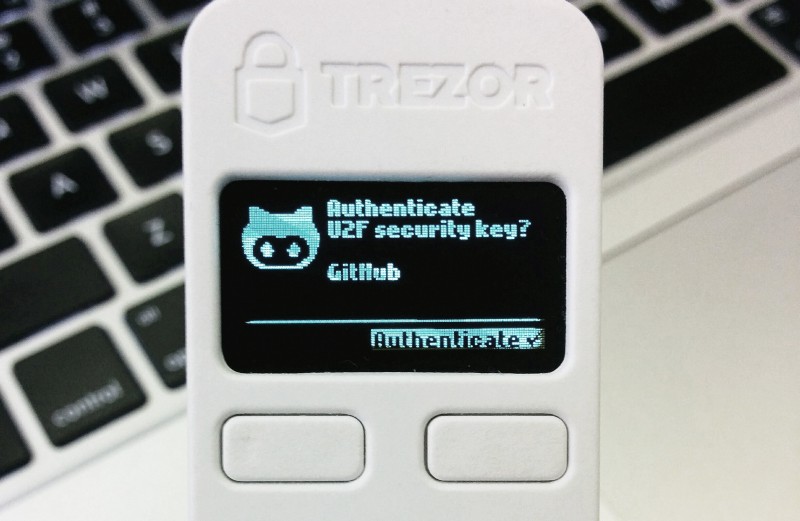 TREZOR
Authenticate
U2F security key?
GitHub
Authenticate ✓
W
A
S
Z
control